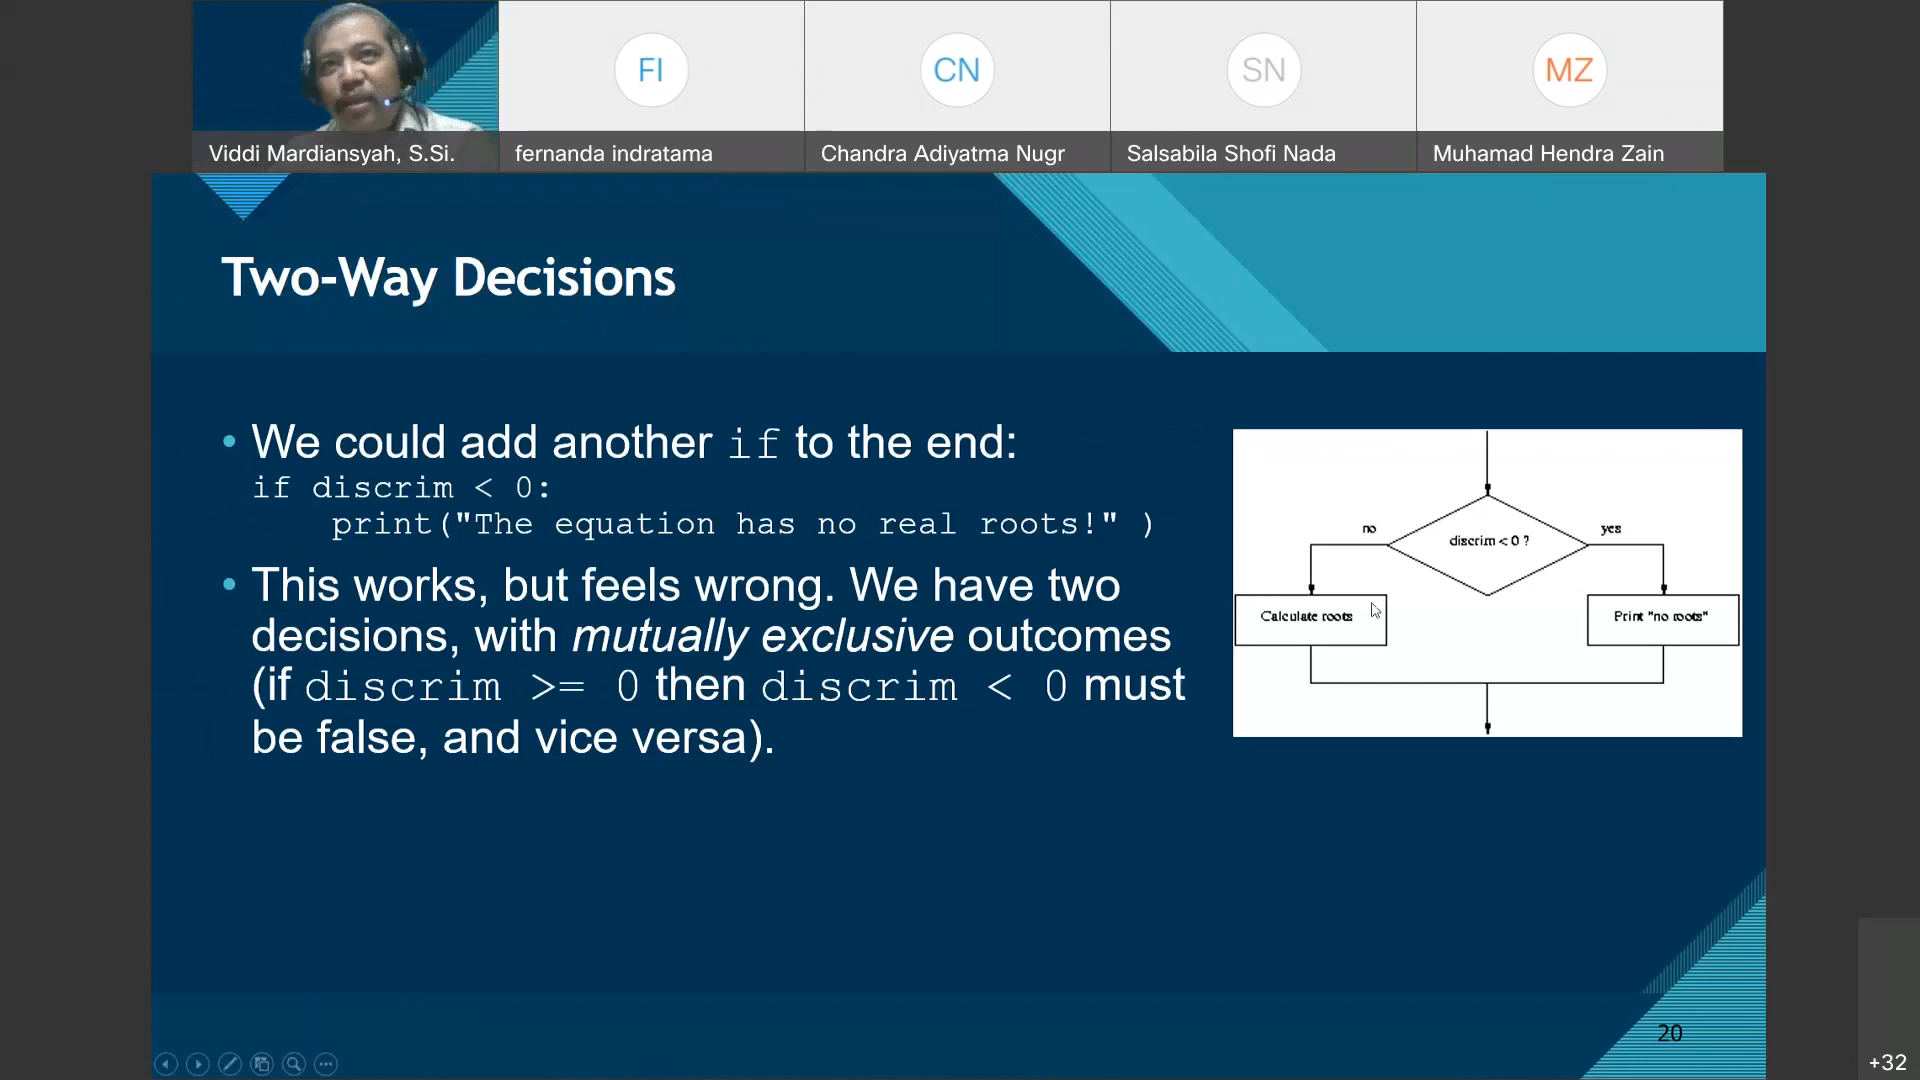 FI
CN
SN
MZ
Viddi Mardiansyah, S.Si.
fernanda indratama
Chandra Adiyatma Nugr
Salsabila Shofi Nada
Muhamad Hendra Zain
Two-Way Decisions
• We could add another if to the end:
if discrim < 0:
print("The equation has no real roots!" )
• This works, but feels wrong. We have two
decisions, with mutually exclusive outcomes
(if discrim >= 0 then discrim < 0 must
be false, and vice versa).
no
discrim < 0 ?
yes
Calculate roots
Print "no roots"
20
+32